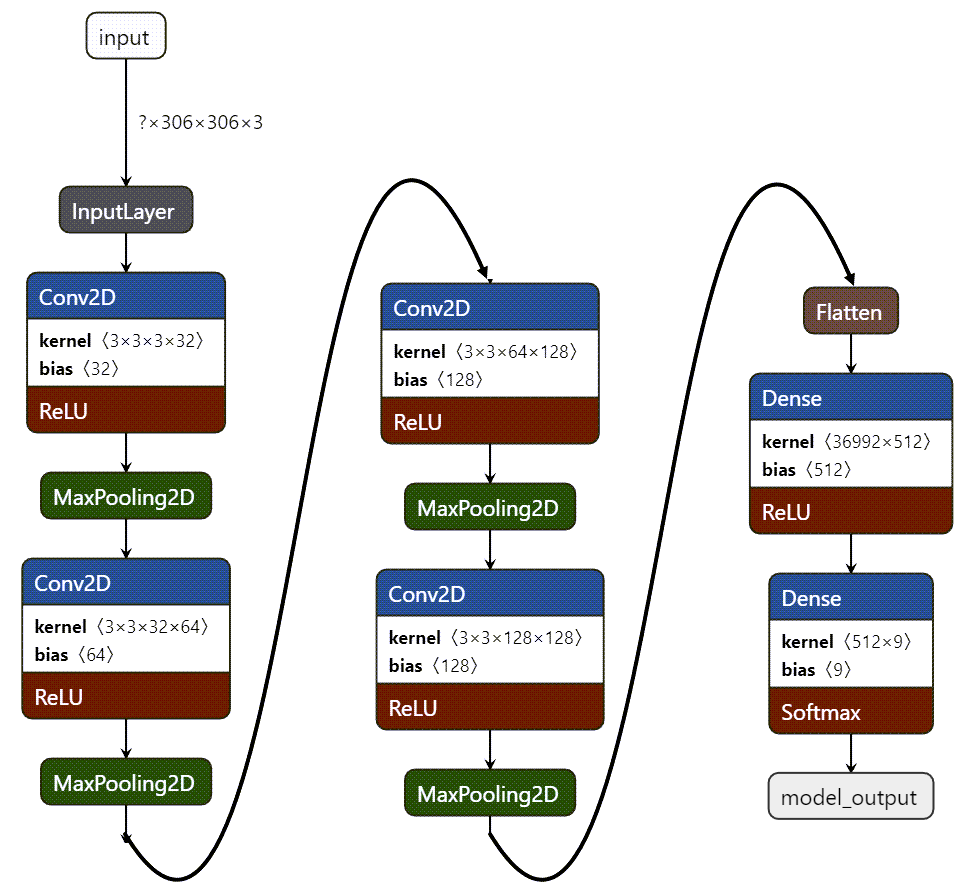 input
?×306×306×3
InputLayer
Conv2D
kernel 〈3×3×3×32〉
bias 〈32〉
ReLU
MaxPooling2D
Conv2D
kernel 〈3×3×32×64〉
bias 〈64〉
ReLU
MaxPooling2D
Conv2D
kernel 〈3×3×64×128〉
bias 〈128〉
ReLU
MaxPooling2D
Conv2D
kernel 〈3×3×128×128〉
bias 〈128〉
ReLU
MaxPooling2D
Flatten
Dense
kernel 〈36992×512〉
bias 〈512〉
ReLU
Dense
kernel 〈512×9〉
bias 〈9〉
Softmax
model_output